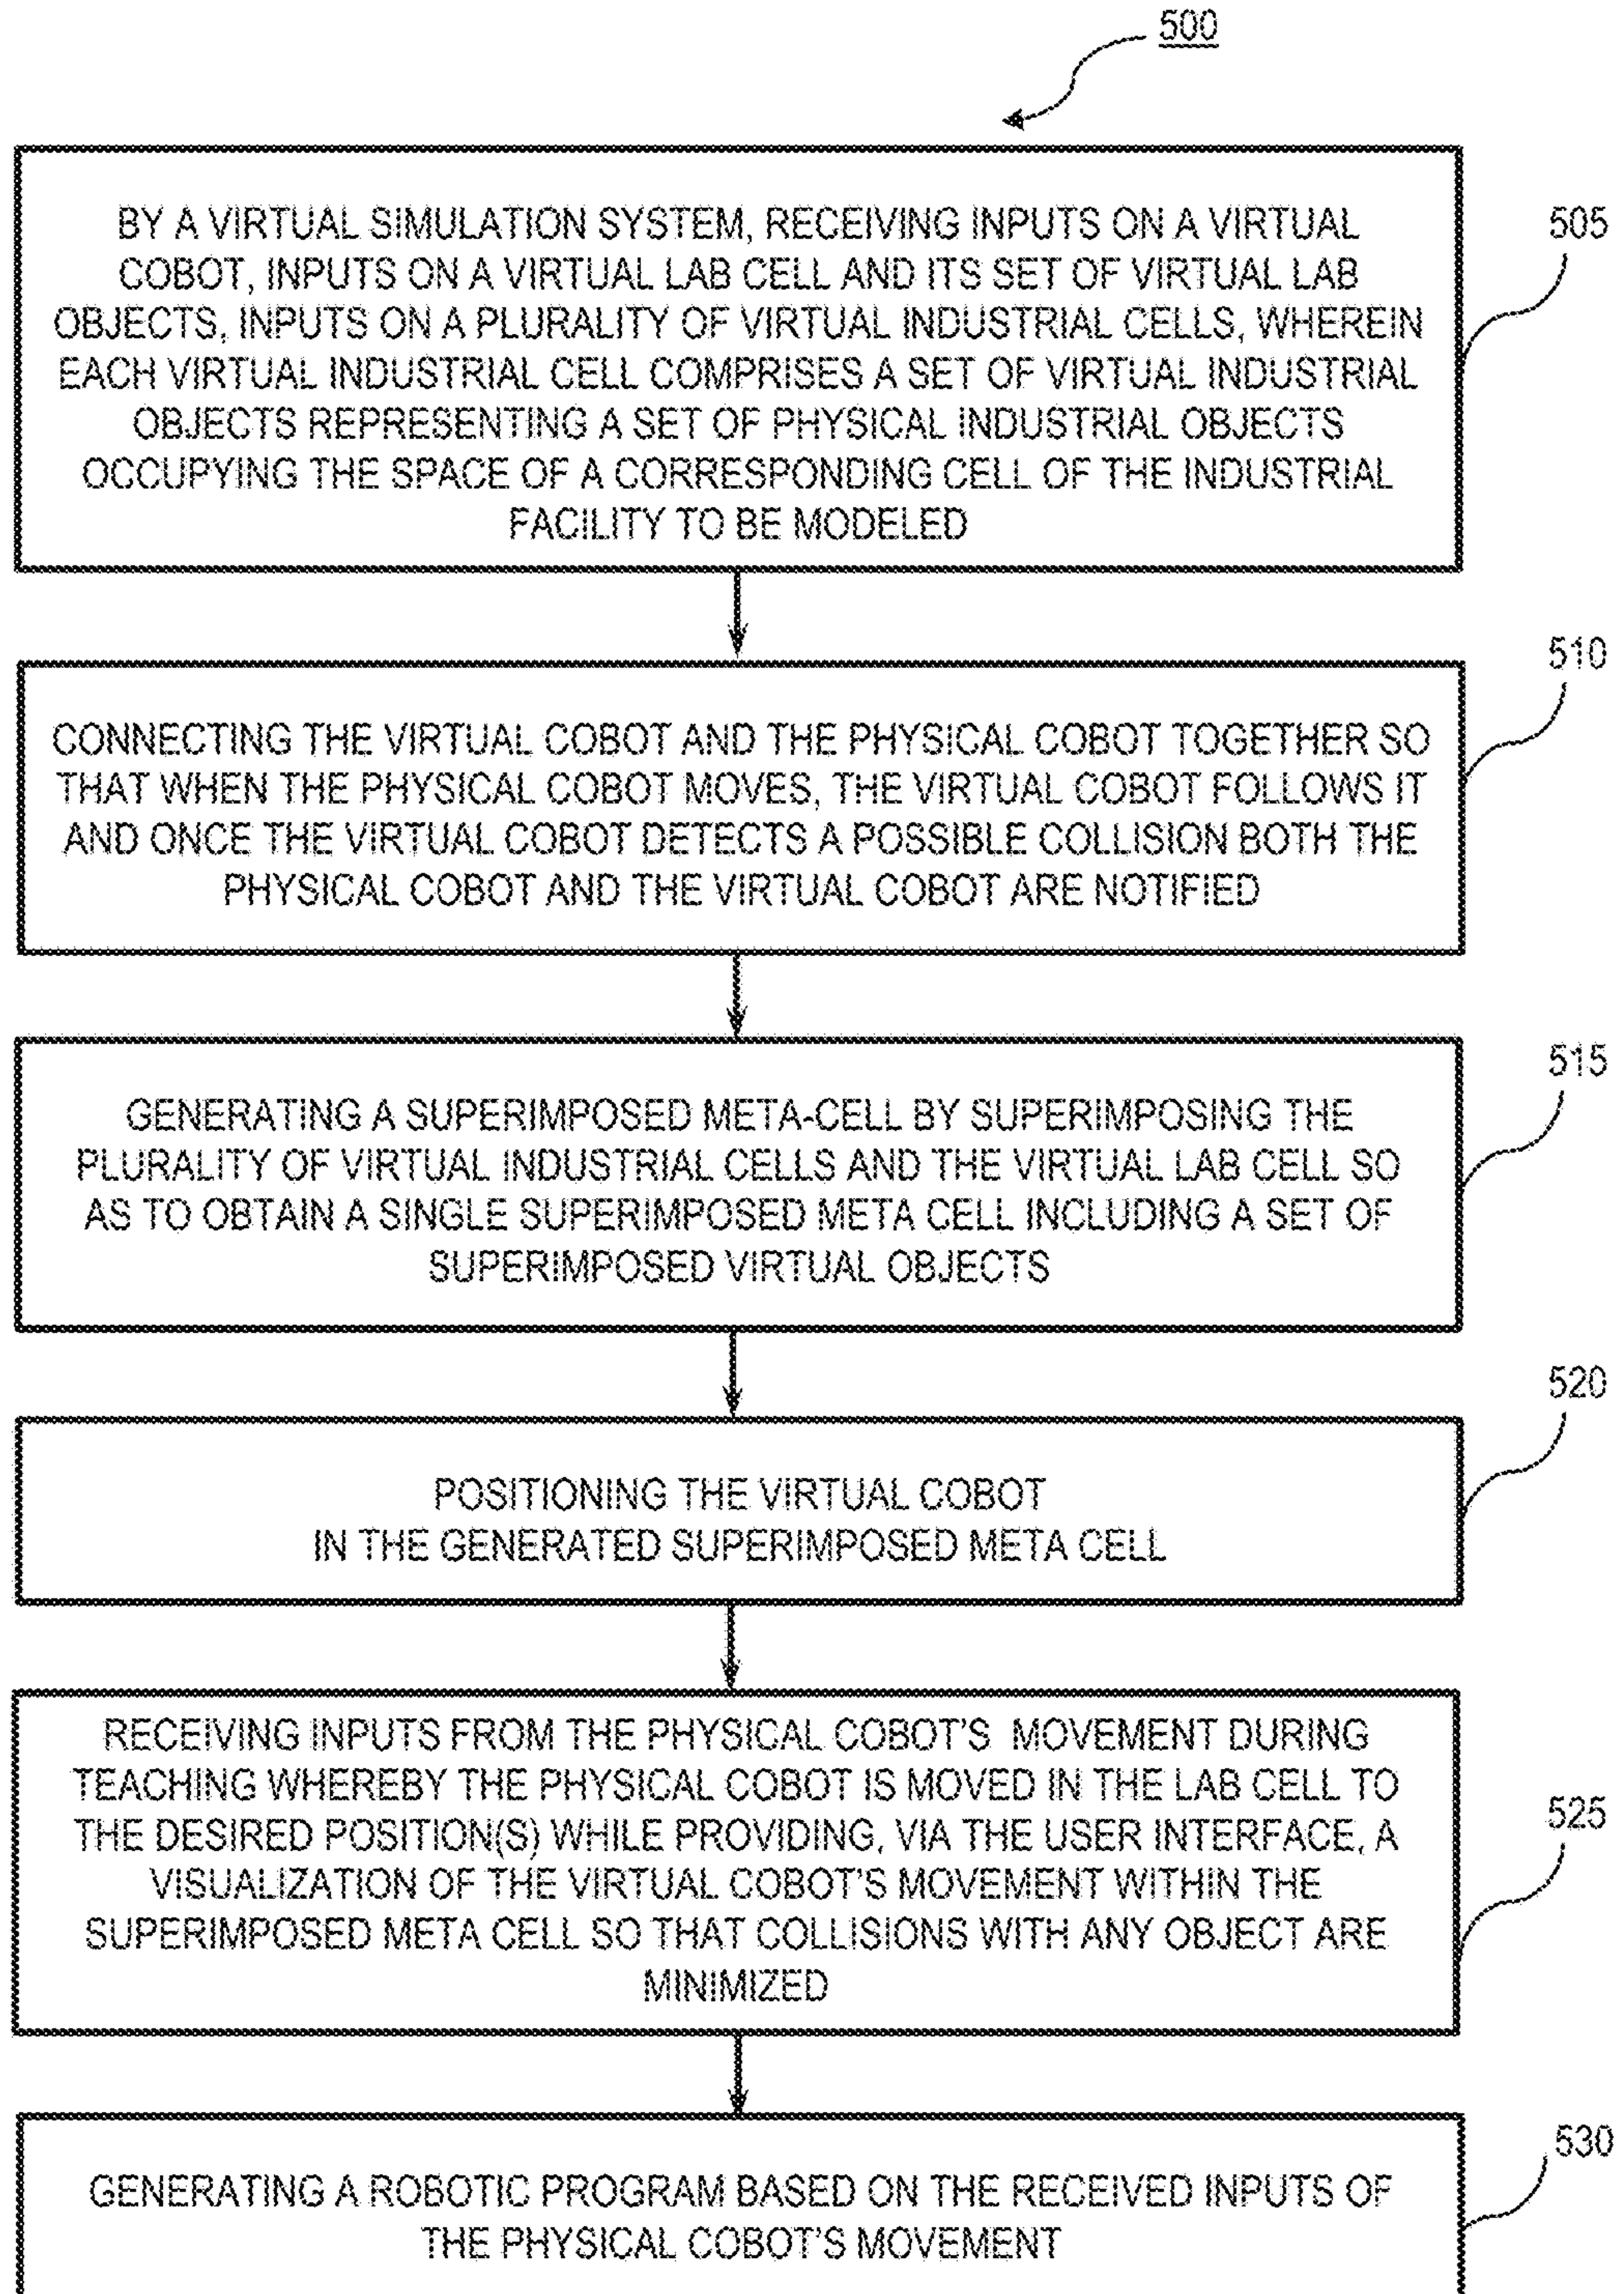 500
BY A VIRTUAL SIMULATION SYSTEM, RECEIVING INPUTS ON A VIRTUAL
COBOT, INPUTS ON A VIRTUAL LAB CELL AND ITS SET OF VIRTUAL LAB
OBJECTS, INPUTS ON A PLURALITY OF VIRTUAL INDUSTRIAL CELLS, WHEREIN
EACH VIRTUAL INDUSTRIAL CELL COMPRISES A SET OF VIRTUAL INDUSTRIAL
OBJECTS REPRESENTING A SET OF PHYSICAL INDUSTRIAL OBJECTS
OCCUPYING THE SPACE OF A CORRESPONDING CELL OF THE INDUSTRIAL
FACILITY TO BE MODELED
505
CONNECTING THE VIRTUAL COBOT AND THE PHYSICAL COBOT TOGETHER SO
THAT WHEN THE PHYSICAL COBOT MOVES, THE VIRTUAL COBOT FOLLOWS IT
AND ONCE THE VIRTUAL COBOT DETECTS A POSSIBLE COLLISION BOTH THE
PHYSICAL COBOT AND THE VIRTUAL COBOT ARE NOTIFIED
510
GENERATING A SUPERIMPOSED META-CELL BY SUPERIMPOSING THE
PLURALITY OF VIRTUAL INDUSTRIAL CELLS AND THE VIRTUAL LAB CELL SO
AS TO OBTAIN A SINGLE SUPERIMPOSED META CELL INCLUDING A SET OF
SUPERIMPOSED VIRTUAL OBJECTS
515
POSITIONING THE VIRTUAL COBOT
IN THE GENERATED SUPERIMPOSED META CELL
520
RECEIVING INPUTS FROM THE PHYSICAL COBOT'S MOVEMENT DURING
TEACHING WHEREBY THE PHYSICAL COBOT IS MOVED IN THE LAB CELL TO
THE DESIRED POSITION(S) WHILE PROVIDING, VIA THE USER INTERFACE, A
VISUALIZATION OF THE VIRTUAL COBOT'S MOVEMENT WITHIN THE
SUPERIMPOSED META CELL SO THAT COLLISIONS WITH ANY OBJECT ARE
MINIMIZED
525
GENERATING A ROBOTIC PROGRAM BASED ON THE RECEIVED INPUTS OF
THE PHYSICAL COBOT'S MOVEMENT
530